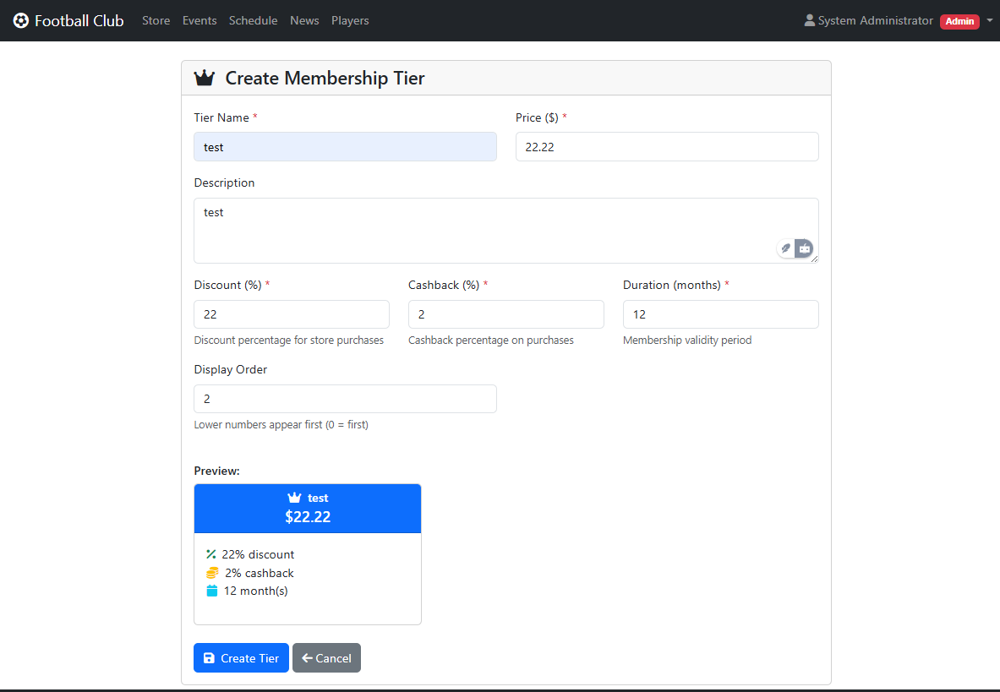 Football Club Store Events Schedule News Players System Administrator Admin
Create Membership Tier
Tier Name * Price ($) *
test 22.22
Description
test
Discount (%) * Cashback (%) * Duration (months) *
22 2 12
Discount percentage for store purchases Cashback percentage on purchases Membership validity period
Display Order
2
Lower numbers appear first (0 = first)
Preview:
test
$22.22
22% discount
2% cashback
12 month(s)
Create Tier Cancel